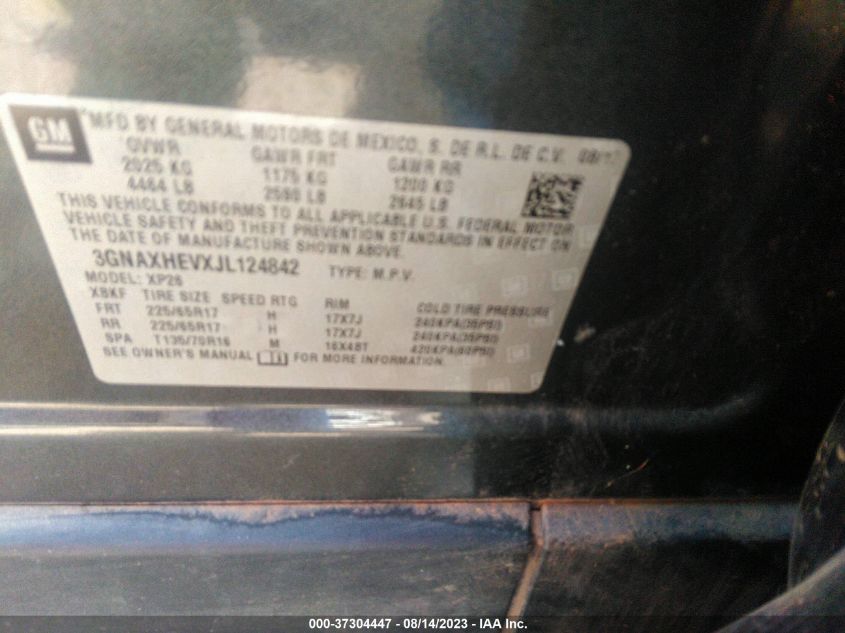 GM
MFD BY GENERAL MOTORS DE MEXICO, S. DE R.L. DE C.V. 08/17
GVWR GAWR FRT GAWR RR
2025 KG 1175 KG 1200 KG
4464 LB 2590 LB 2645 LB
THIS VEHICLE CONFORMS TO ALL APPLICABLE U.S. FEDERAL MOTOR
VEHICLE SAFETY AND THEFT PREVENTION STANDARDS IN EFFECT ON
THE DATE OF MANUFACTURE SHOWN ABOVE.
3GNAXHEVXJL124842 TYPE: M.P.V.
MODEL: XP26
XBKF TIRE SIZE SPEED RTG RIM COLD TIRE PRESSURE
FRT 225/65R17 H 17X7J 240KPA(35PSI)
RR 225/65R17 H 17X7J 240KPA(35PSI)
SPA T135/70R16 M 16X4BT 420KPA(60PSI)
SEE OWNER'S MANUAL FOR MORE INFORMATION.
000-37304447 - 08/14/2023 - IAA Inc.